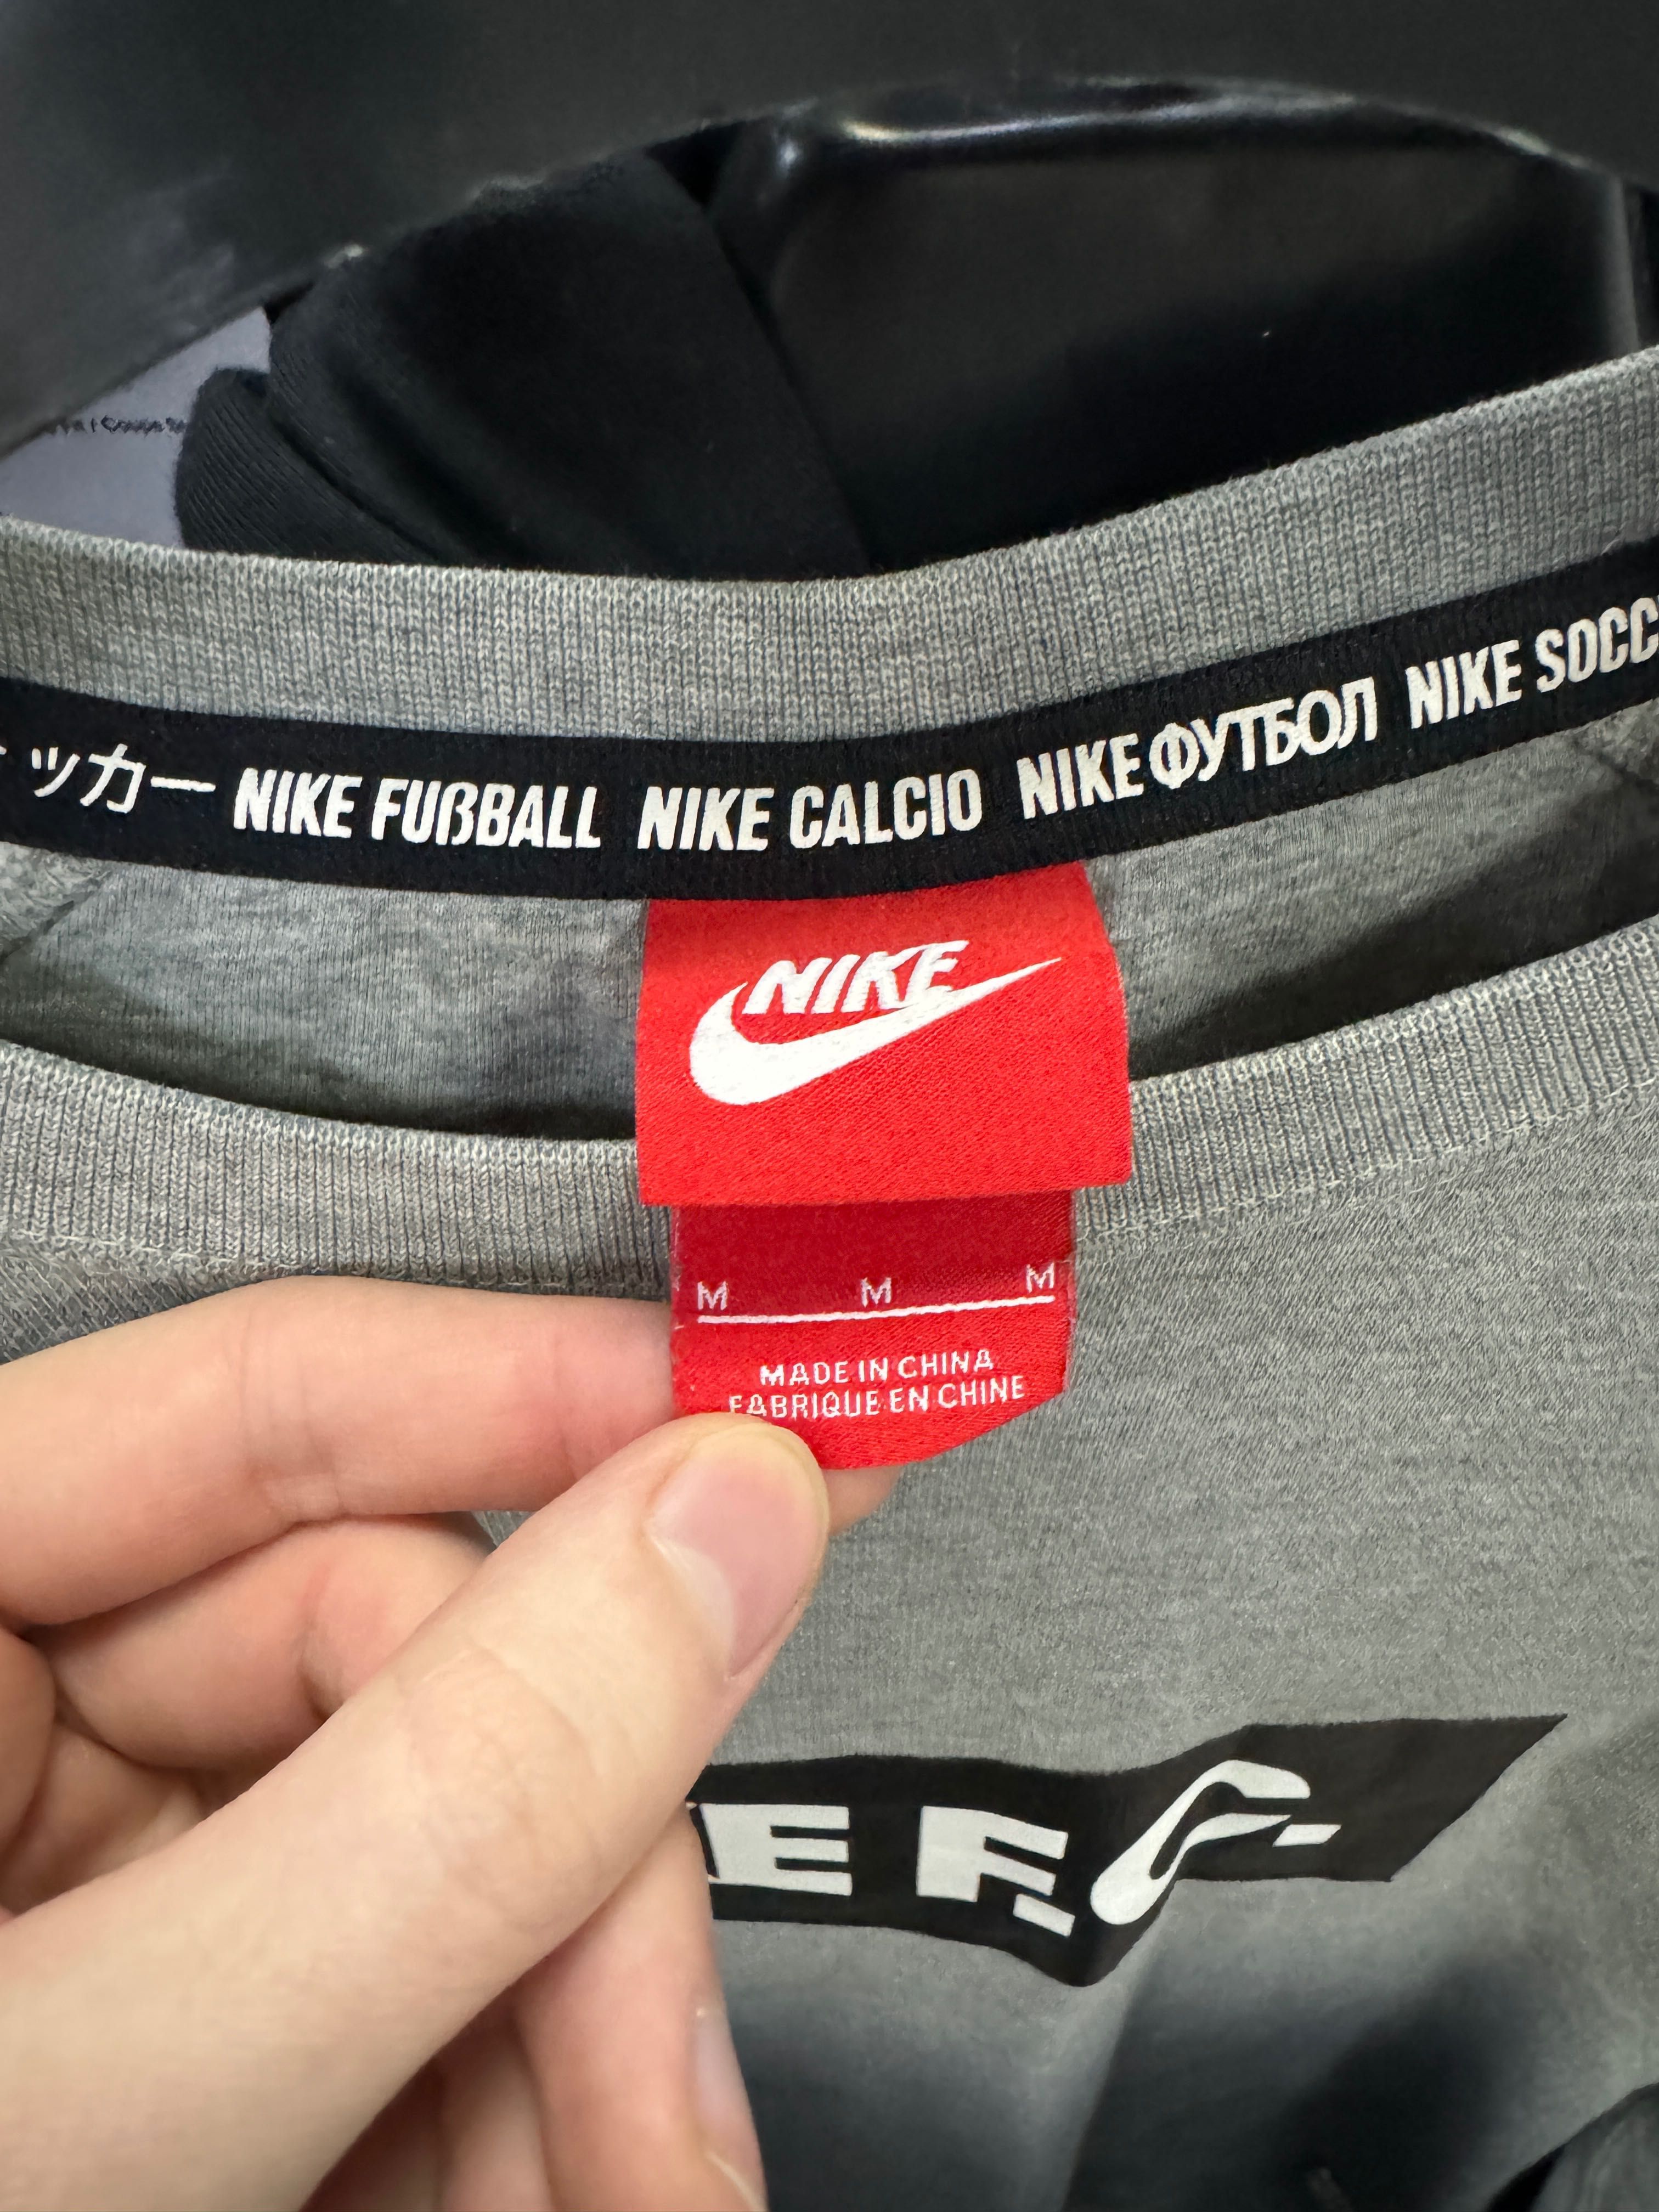 ッカー NIKE FUßBALL NIKE CALCIO NIKE ФУТБОЛ NIKE SOCC
NIKE
M M M
MADE IN CHINA
FABRIQUE EN CHINE
E F.C.